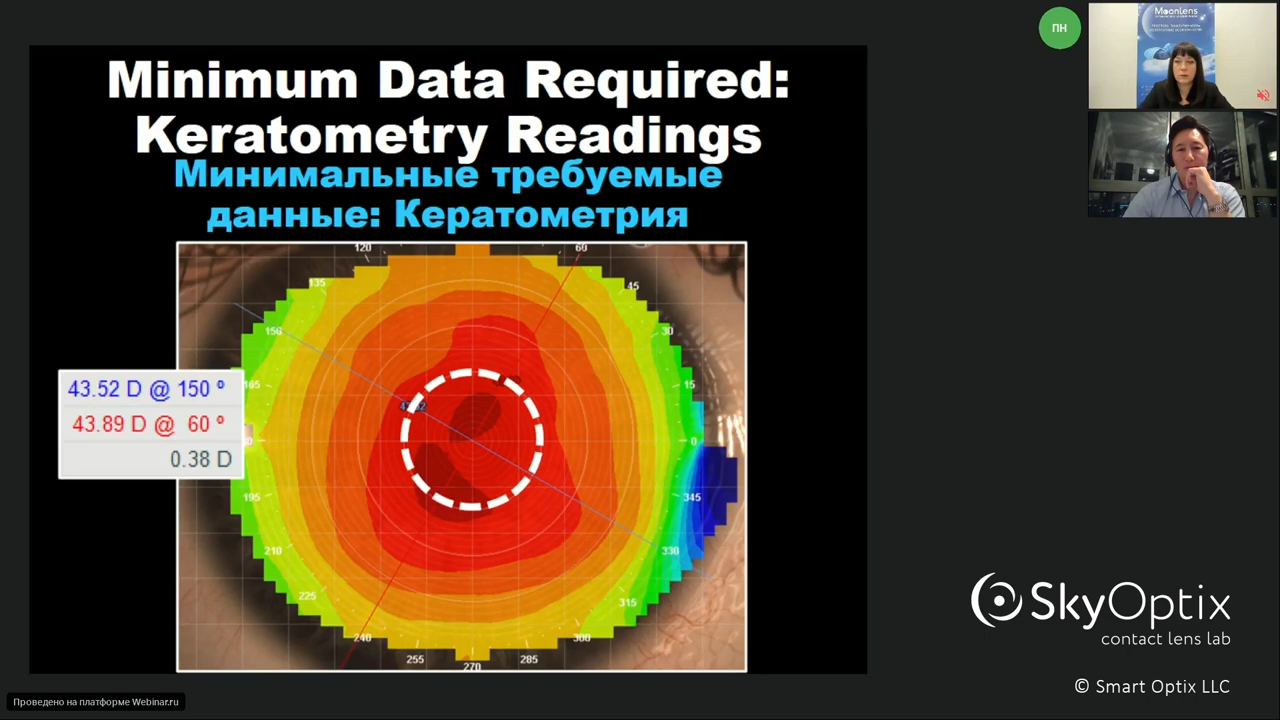 Minimum Data Required:
Keratometry Readings
Минимальные требуемые
данные: Кератометрия
120
60
135
45
150
30
165
15
43.52 D @ 150 º
43.89 D @ 60 º
0.38 D
0
195
345
210
330
225
315
240
300
255
270
285
ПН
MoonLens
SkyOptix
contact lens lab
© Smart Optix LLC
Проведено на платформе Webinar.ru